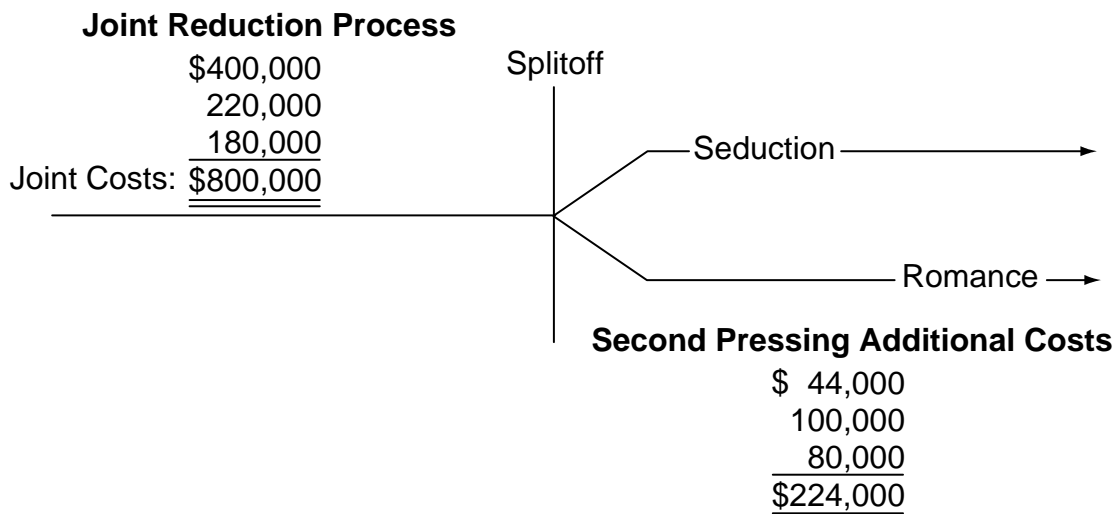 Joint Reduction Process
$400,000
220,000
180,000
Joint Costs: $800,000
Splitoff
Seduction
Romance
Second Pressing Additional Costs
$ 44,000
100,000
80,000
$224,000